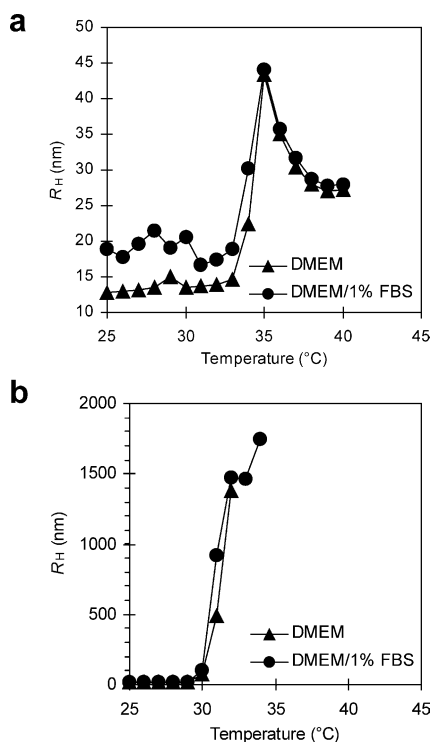 a
50
45
40
35
30
25
20
15
10
RH (nm)
DMEM
DMEM/1% FBS
25 30 35 40 45
Temperature (°C)
b
2000
1500
1000
500
0
RH (nm)
DMEM
DMEM/1% FBS
25 30 35 40 45
Temperature (°C)